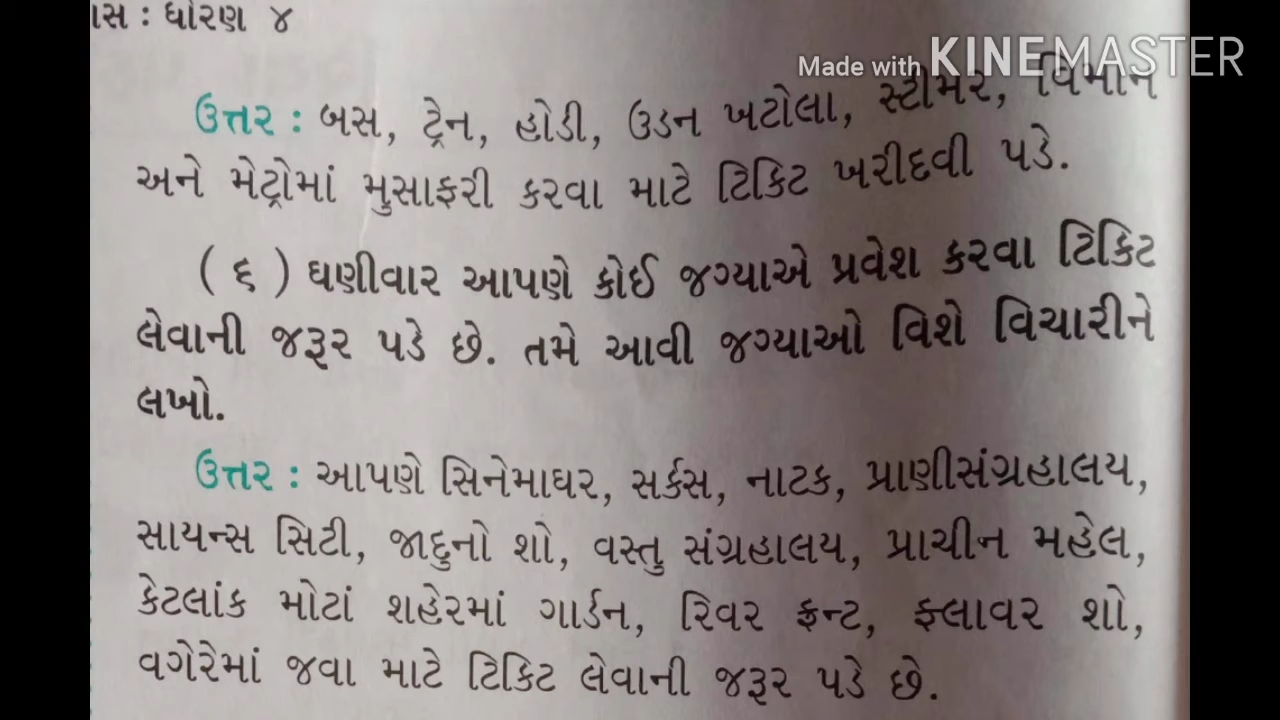 ાસ : ધોરણ ૪
Made with KINEMASTER
ઉત્તર : બસ, ટ્રેન, હોડી, ઉડન ખટોલા, સ્ટીમર, વિમાન
અને મેટ્રોમાં મુસાફરી કરવા માટે ટિકિટ ખરીદવી પડે.
( ૬ ) ઘણીવાર આપણે કોઈ જગ્યાએ પ્રવેશ કરવા ટિકિટ
લેવાની જરૂર પડે છે. તમે આવી જગ્યાઓ વિશે વિચારીને
લખો.
ઉત્તર : આપણે સિનેમાઘર, સર્કસ, નાટક, પ્રાણીસંગ્રહાલય,
સાયન્સ સિટી, જાદુનો શો, વસ્તુ સંગ્રહાલય, પ્રાચીન મહેલ,
કેટલાંક મોટાં શહેરમાં ગાર્ડન, રિવર ફ્રન્ટ, ફ્લાવર શો,
વગેરેમાં જવા માટે ટિકિટ લેવાની જરૂર પડે છે.